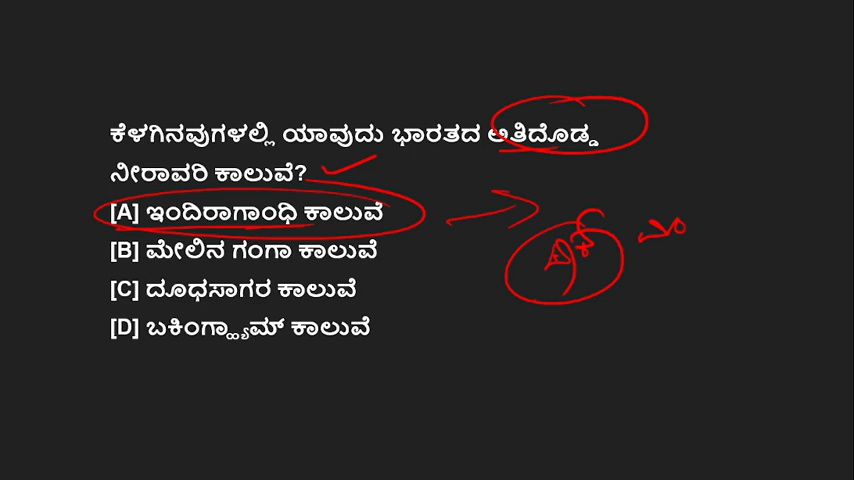 ಕೆಳಗಿನವುಗಳಲ್ಲಿ ಯಾವುದು ಭಾರತದ ಅತಿದೊಡ್ಡ
ನೀರಾವರಿ ಕಾಲುವೆ?
[A] ಇಂದಿರಾಗಾಂಧಿ ಕಾಲುವೆ
[B] ಮೇಲಿನ ಗಂಗಾ ಕಾಲುವೆ
[C] ದೂಧಸಾಗರ ಕಾಲುವೆ
[D] ಬಕಿಂಗ್ಹ್ಯಾಮ್ ಕಾಲುವೆ